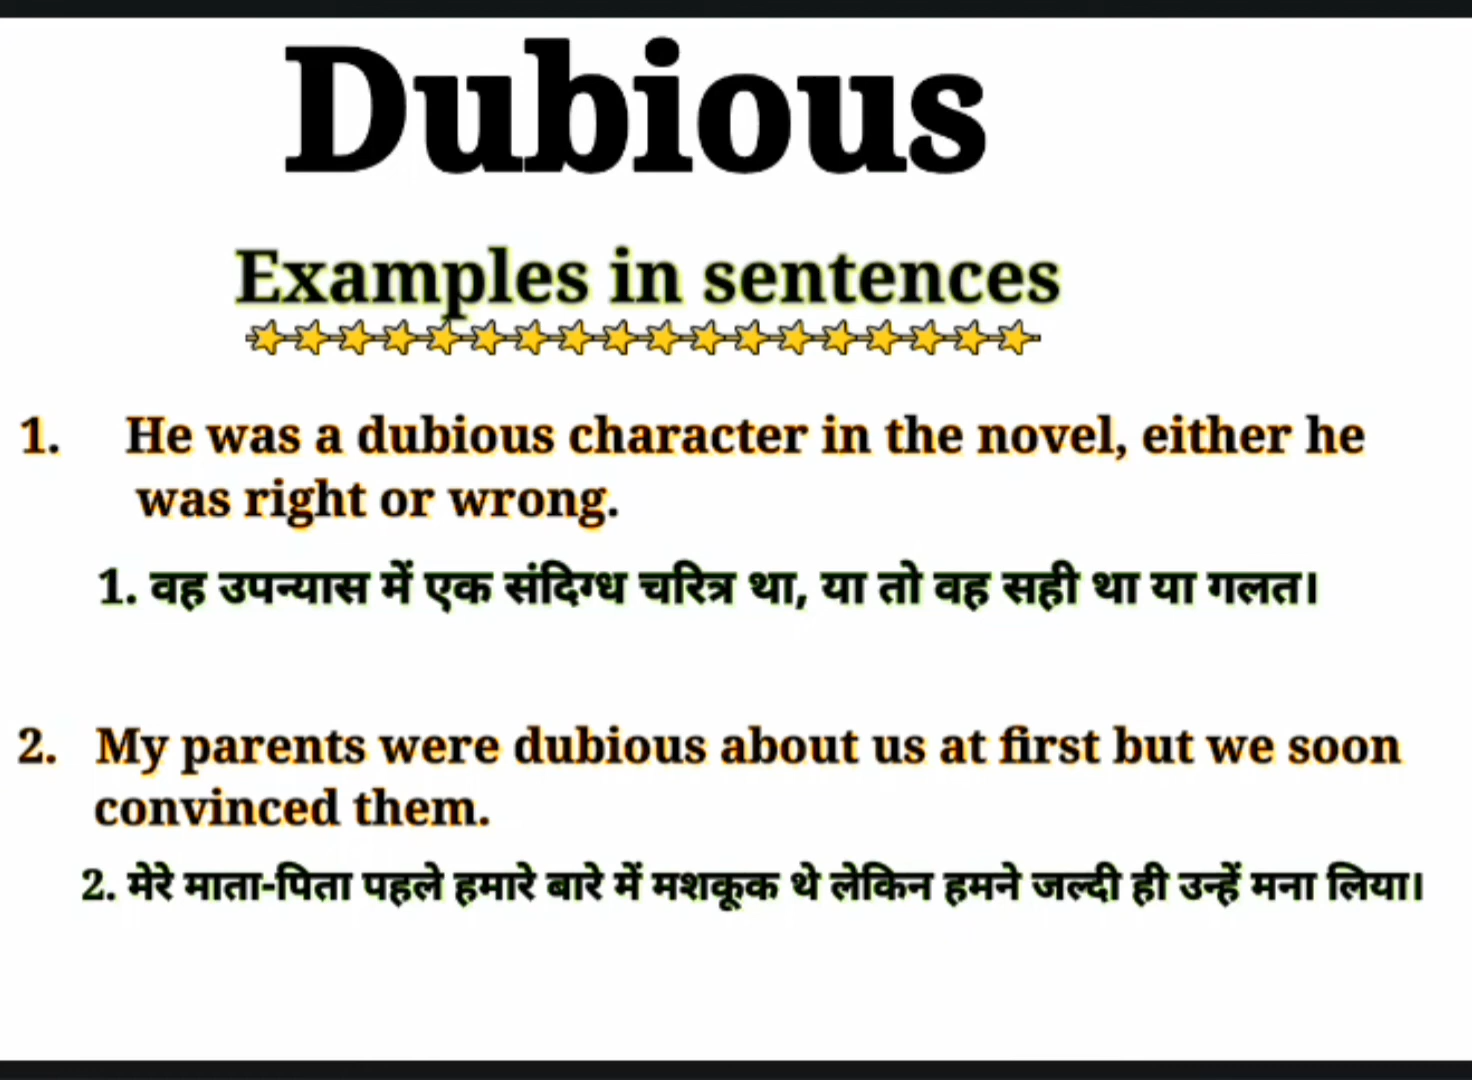 Dubious
Examples in sentences
1. He was a dubious character in the novel, either he
was right or wrong.
1. वह उपन्यास में एक संदिग्ध चरित्र था, या तो वह सही था या गलत।
2. My parents were dubious about us at first but we soon
convinced them.
2. मेरे माता-पिता पहले हमारे बारे में मशकूक थे लेकिन हमने जल्दी ही उन्हें मना लिया।